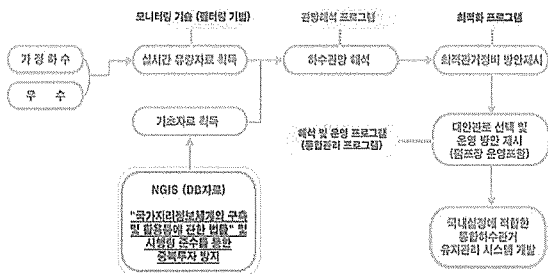 모니터링 기술 (필터링 기법)
관망해석 프로그램
최적화 프로그램
가 정 하 수
우 수
실시간 유량자료 획득
하수관망 해석
최적관거정비 방안제시
기초자료 획득
해석 및 운영 프로그램
(통합관리 프로그램)
대안관로 선택 및
운영 방안 제시
(펌프장 운영포함)
NGIS (DB자료)
"국가지리정보체계의 구축
및 활용등에 관한 법률" 및
시행령 준수를 통한
중복투자 방지
국내실정에 적합한
통합하수관거
유지관리 시스템 개발